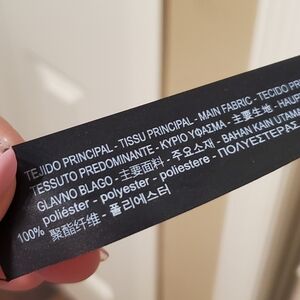 TEJIDO PRINCIPAL - TISSU PRINCIPAL - MAIN FABRIC - TECIDO PR
TESSUTO PREDOMINANTE - ΚΥΡΙΟ ΥΦΑΣΜΑ - 主要生地 - HAUPT
GLAVNO BLAGO - 主要面料 - 주요소재 - BAHAN KAIN UTAMA
poliéster - polyester - poliestere - ΠΟΛΥΕΣΤΕΡΑΣ
100% 聚酯纤维 - 폴리에스터